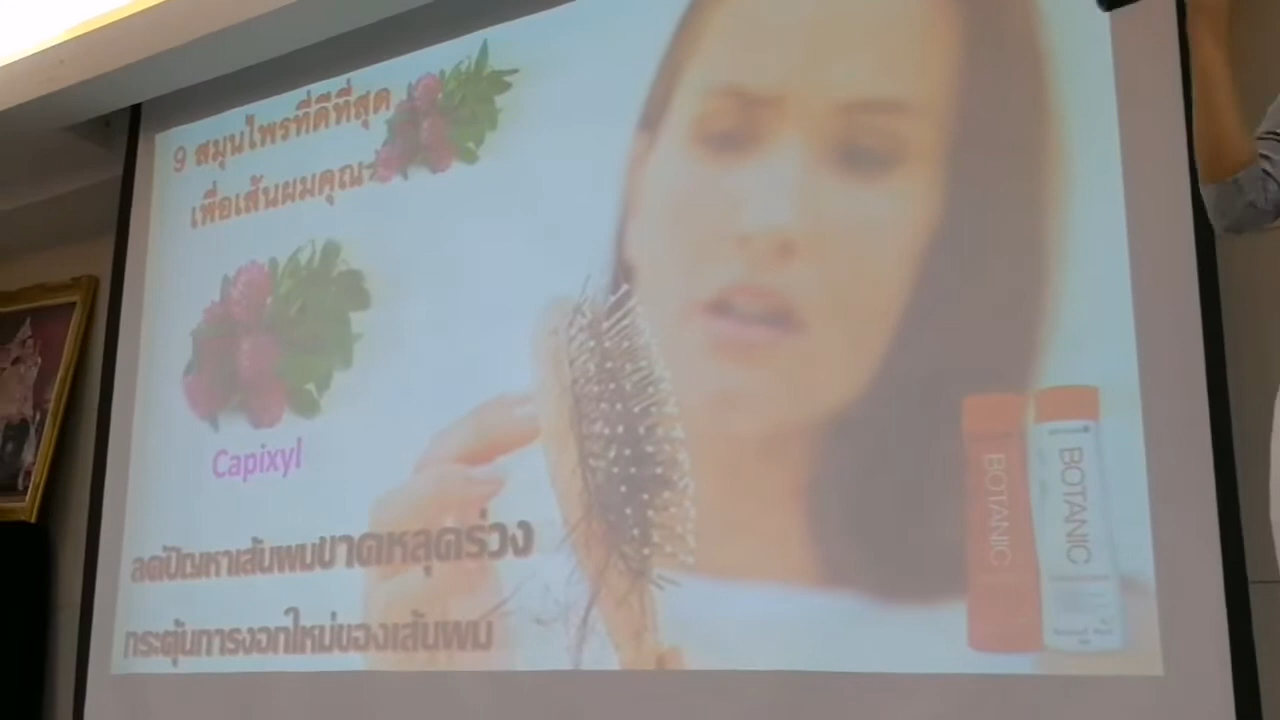 9 สมุนไพรที่ดีที่สุด
เพื่อเส้นผมคุณ
Capixyl
ลดปัญหาเส้นผมขาดหลุดร่วง
กระตุ้นการงอกใหม่ของเส้นผม
BOTANIC
BOTANIC